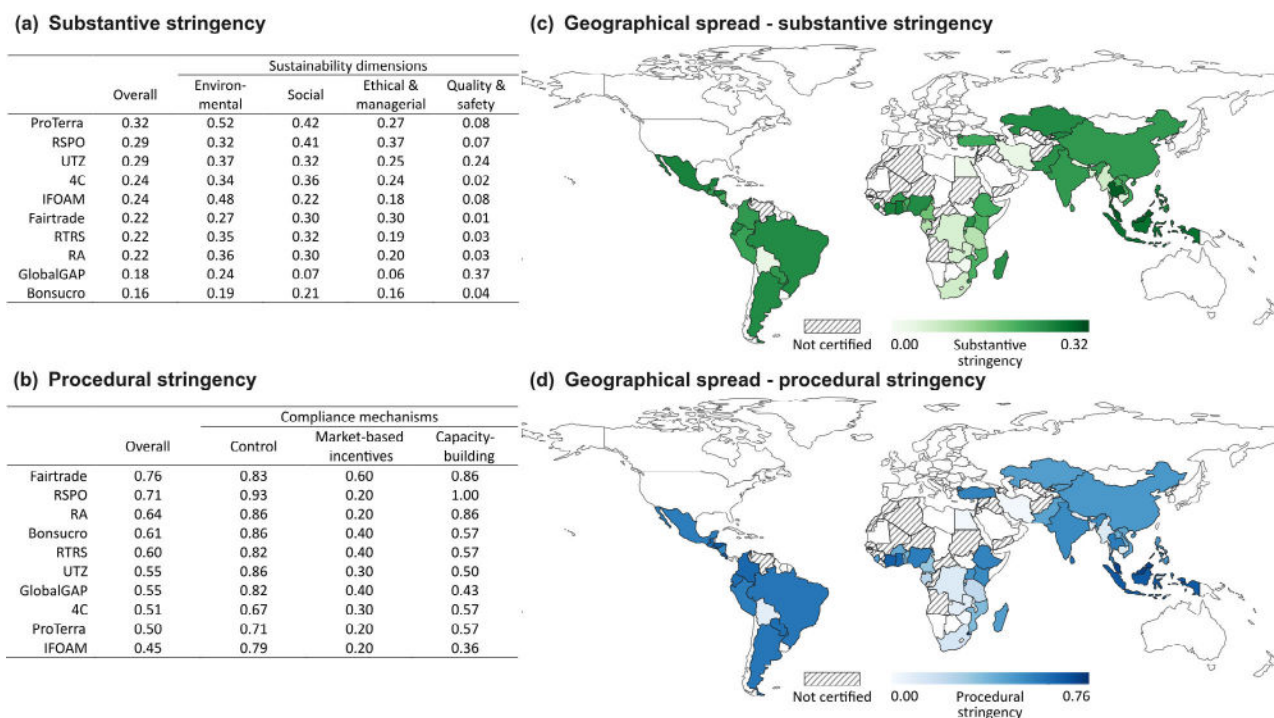 (a) Substantive stringency
Sustainability dimensions
Overall Environ-mental Social Ethical & managerial Quality & safety
ProTerra 0.32 0.52 0.42 0.27 0.08
RSPO 0.29 0.32 0.41 0.37 0.07
UTZ 0.29 0.37 0.32 0.25 0.24
4C 0.24 0.34 0.36 0.24 0.02
IFOAM 0.24 0.48 0.22 0.18 0.08
Fairtrade 0.22 0.27 0.30 0.30 0.01
RTRS 0.22 0.35 0.32 0.19 0.03
RA 0.22 0.36 0.30 0.20 0.03
GlobalGAP 0.18 0.24 0.07 0.06 0.37
Bonsucro 0.16 0.19 0.21 0.16 0.04
(c) Geographical spread - substantive stringency
Not certified
0.00 Substantive stringency 0.32
(b) Procedural stringency
Compliance mechanisms
Overall Control Market-based incentives Capacity-building
Fairtrade 0.76 0.83 0.60 0.86
RSPO 0.71 0.93 0.20 1.00
RA 0.64 0.86 0.20 0.86
Bonsucro 0.61 0.86 0.40 0.57
RTRS 0.60 0.82 0.40 0.57
UTZ 0.55 0.86 0.30 0.50
GlobalGAP 0.55 0.82 0.40 0.43
4C 0.51 0.67 0.30 0.57
ProTerra 0.50 0.71 0.20 0.57
IFOAM 0.45 0.79 0.20 0.36
(d) Geographical spread - procedural stringency
Not certified
0.00 Procedural stringency 0.76